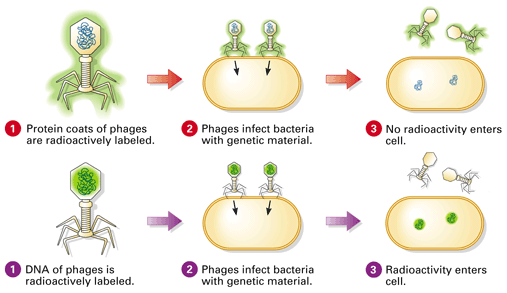 1 Protein coats of phages
are radioactively labeled.
2 Phages infect bacteria
with genetic material.
3 No radioactivity enters
cell.
1 DNA of phages is
radioactively labeled.
2 Phages infect bacteria
with genetic material.
3 Radioactivity enters
cell.